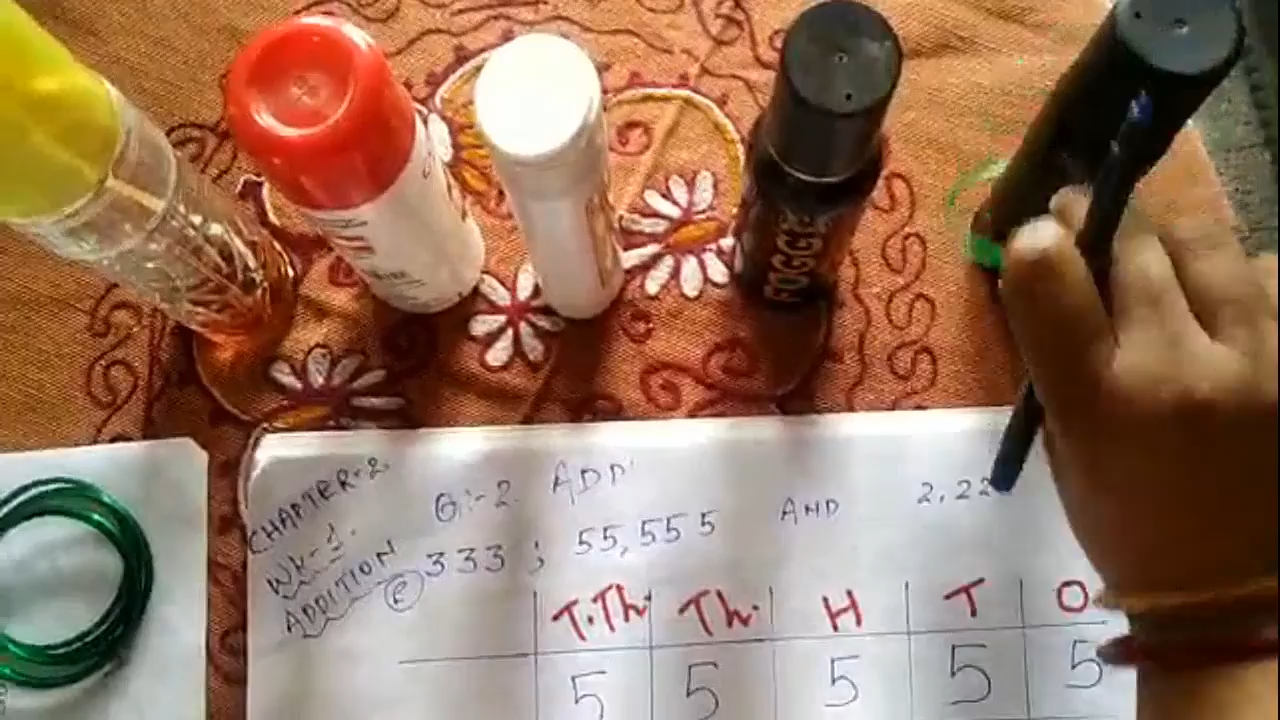 FOGG
CHAPTER-2.
WK-1.
ADDITION
Q:-2. ADD
333 ; 55,555 AND 2,22
T.Th. Th. H T O
5 5 5 5 5